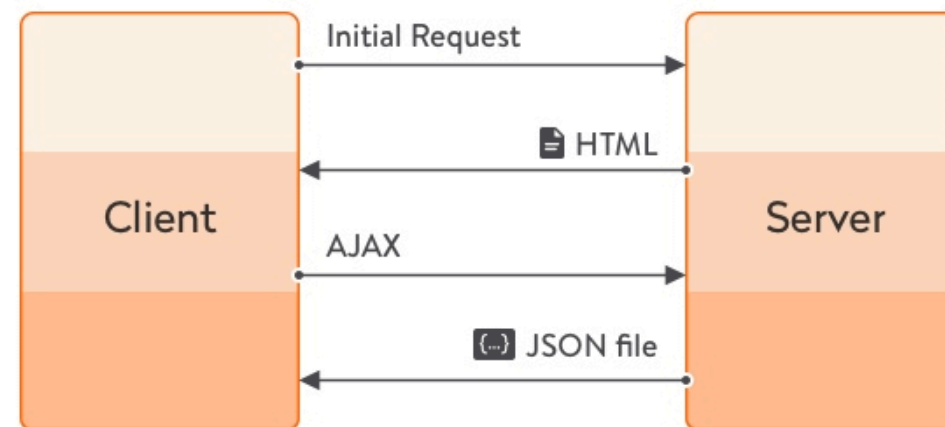 Initial Request
HTML
Client
Server
AJAX
{...} JSON file